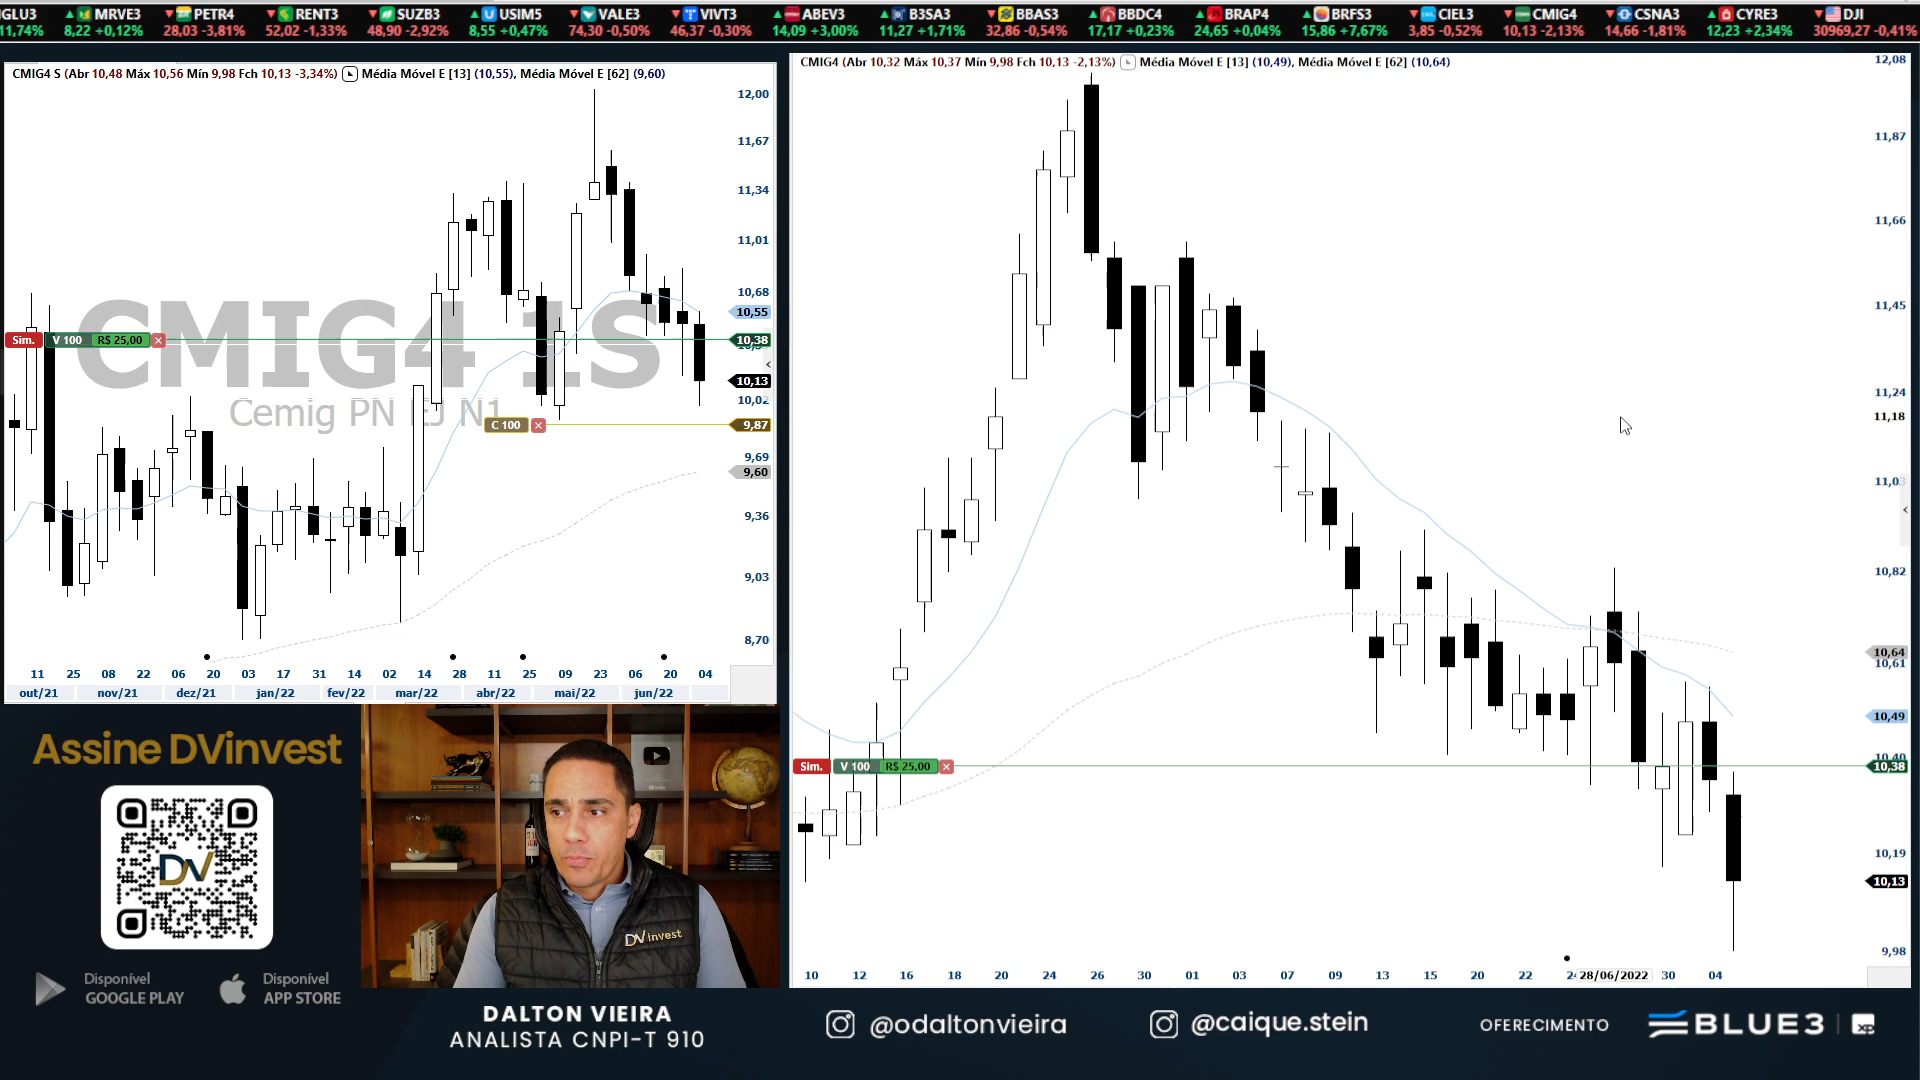 IGLU3 MRVE3 PETR4 RENT3 SUZB3 USIM5 VALE3 VIVT3 ABEV3 B3SA3 BBAS3 BBDC4 BRAP4 BRFS3 CIEL3 CMIG4 CSNA3 CYRE3 DJI
11,74% 8,22 +0,12% 28,03 -3,81% 52,02 -1,33% 48,90 -2,92% 8,55 +0,47% 74,30 -0,50% 46,37 -0,30% 14,09 +3,00% 11,27 +1,71% 32,86 -0,54% 17,17 +0,23% 24,65 +0,04% 15,86 +7,67% 3,85 -0,52% 10,13 -2,13% 14,66 -1,81% 12,23 +2,34% 30969,27 -0,41%
CMIG4 S (Abr 10,48 Máx 10,56 Mín 9,98 Fch 10,13 -3,34%) Média Móvel E [13] (10,55), Média Móvel E [62] (9,60)
12,00
11,67
11,34
11,01
10,68
10,55
10,38
10,13
10,02
9,87
9,69
9,60
9,36
9,03
8,70
CMIG4 1S
Cemig PN EJ N1
Sim. V 100 R$ 25,00
C 100
11 25 08 22 06 20 03 17 31 14 02 14 28 11 25 09 23 06 20 04
out/21 nov/21 dez/21 jan/22 fev/22 mar/22 abr/22 mai/22 jun/22
CMIG4 (Abr 10,32 Máx 10,37 Mín 9,98 Fch 10,13 -2,13%) Média Móvel E [13] (10,49), Média Móvel E [62] (10,64)
12,08
11,87
11,66
11,45
11,24
11,18
11,03
10,82
10,64
10,61
10,49
10,40
10,38
10,19
10,13
9,98
Sim. V 100 R$ 25,00
10 12 16 18 20 24 26 30 01 03 07 09 13 15 20 22 28/06/2022 30 04
Assine DVinvest
DV
Disponível
GOOGLE PLAY
Disponível
APP STORE
DVinvest
DALTON VIEIRA
ANALISTA CNPI-T 910
@odaltonvieira
@caique.stein
OFERECIMENTO
BLUE3
xp